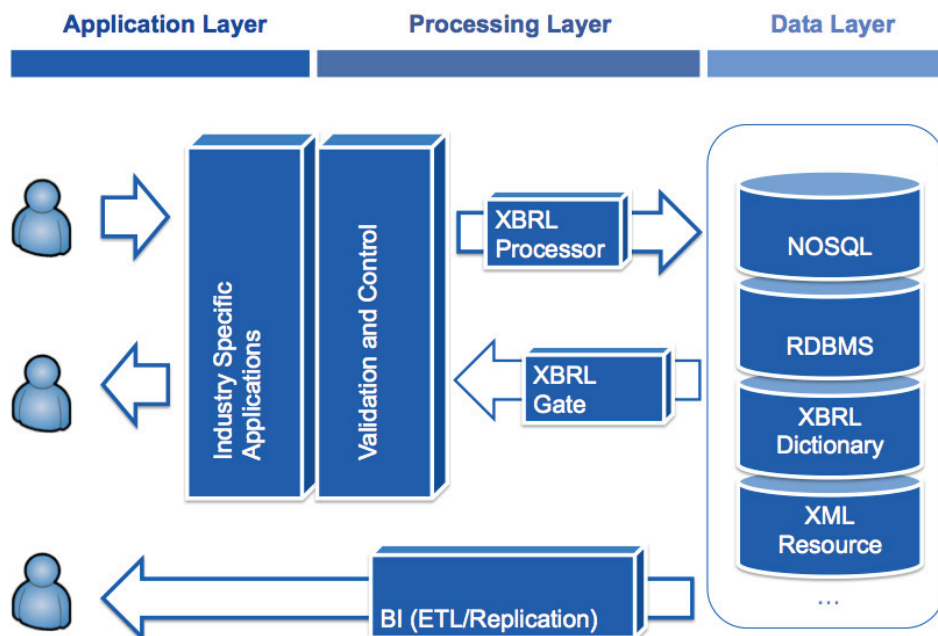 Application Layer
Processing Layer
Data Layer
Industry Specific
Applications
Validation and Control
XBRL
Processor
XBRL
Gate
NOSQL
RDBMS
XBRL
Dictionary
XML
Resource
...
BI (ETL/Replication)